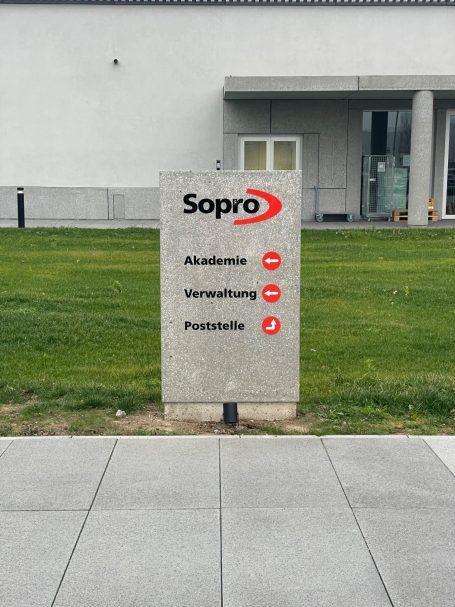 Sopro
Akademie
Verwaltung
Poststelle